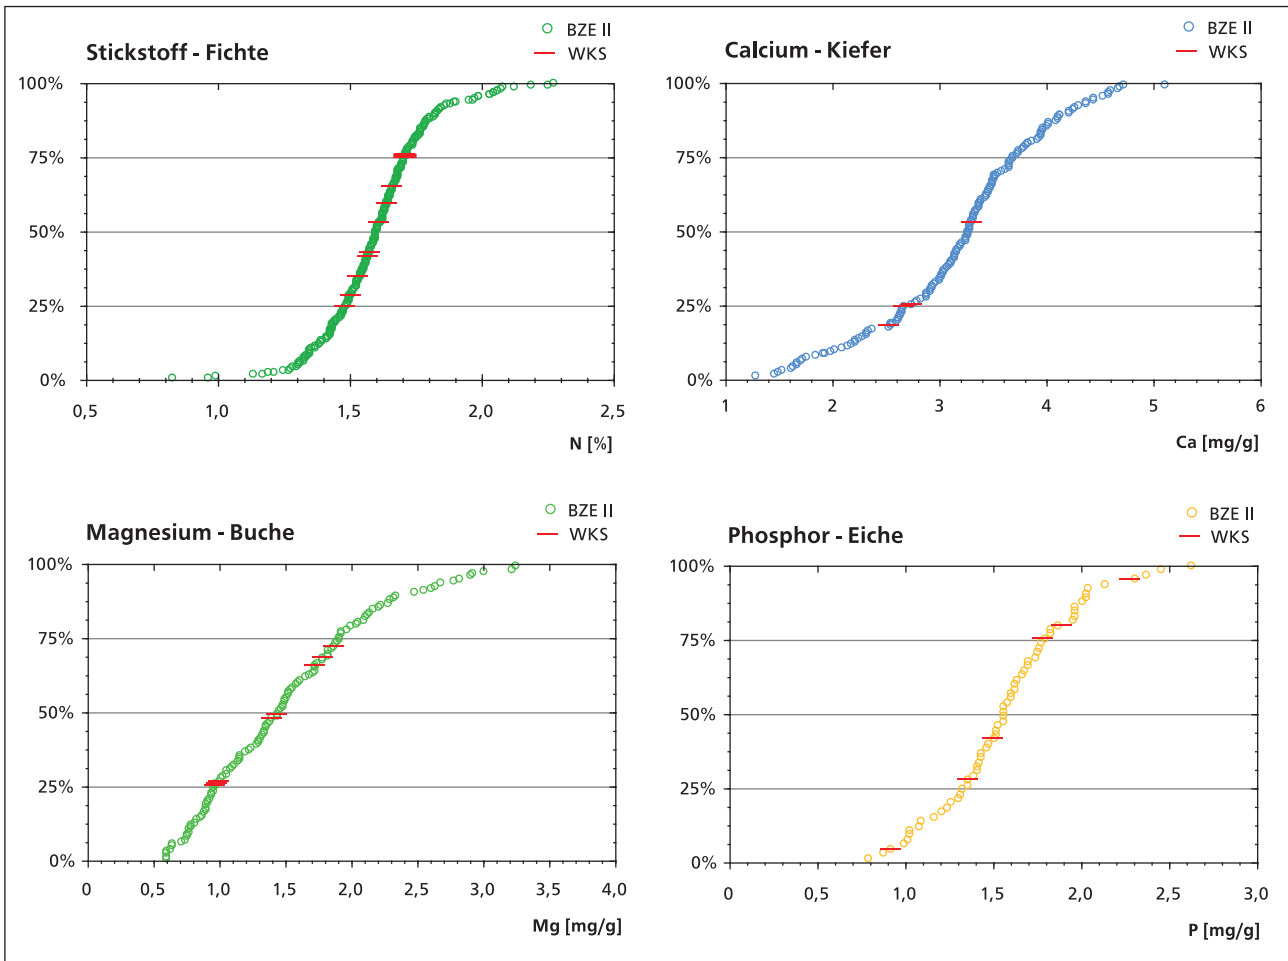 Stickstoff - Fichte
BZE II
WKS
100%
75%
50%
25%
0%
0,5 1,0 1,5 2,0 2,5
N [%]
Calcium - Kiefer
BZE II
WKS
100%
75%
50%
25%
0%
1 2 3 4 5 6
Ca [mg/g]
Magnesium - Buche
BZE II
WKS
100%
75%
50%
25%
0%
0 0,5 1,0 1,5 2,0 2,5 3,0 3,5 4,0
Mg [mg/g]
Phosphor - Eiche
BZE II
WKS
100%
75%
50%
25%
0%
0 0,5 1,0 1,5 2,0 2,5 3,0
P [mg/g]